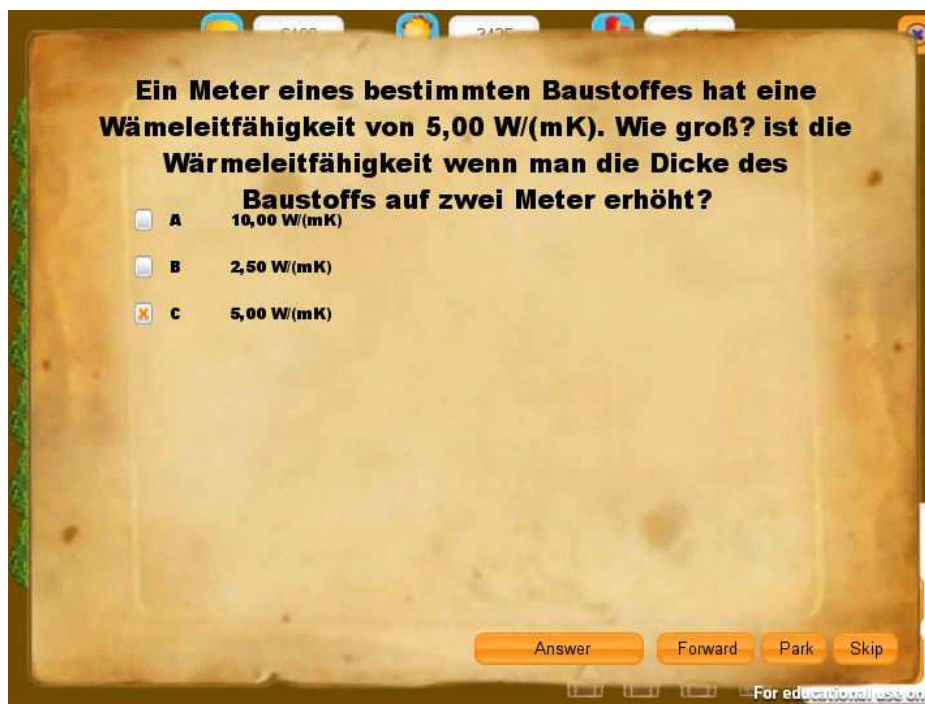 Ein Meter eines bestimmten Baustoffes hat eine
Wämeleitfähigkeit von 5,00 W/(mK). Wie groß? ist die
Wärmeleitfähigkeit wenn man die Dicke des
Baustoffs auf zwei Meter erhöht?
A 10,00 W/(mK)
B 2,50 W/(mK)
C 5,00 W/(mK)
Answer Forward Park Skip
For educational use on